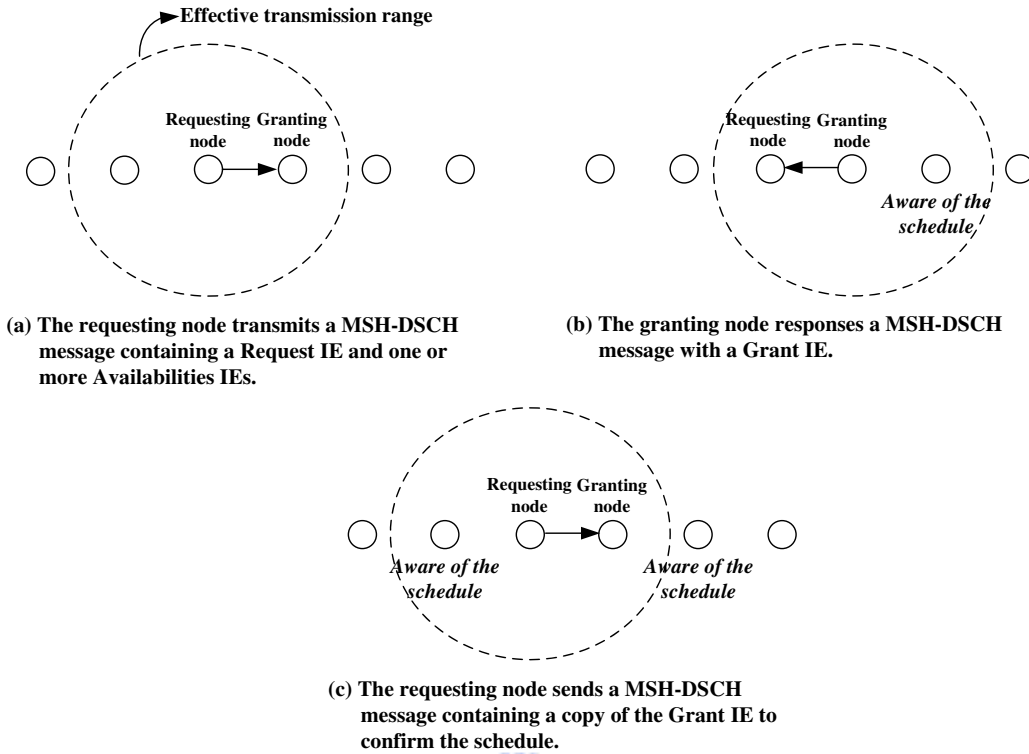 Effective transmission range
Requesting node
Granting node
(a) The requesting node transmits a MSH-DSCH
message containing a Request IE and one or
more Availabilities IEs.
Requesting node
Granting node
Aware of the
schedule
(b) The granting node responses a MSH-DSCH
message with a Grant IE.
Requesting node
Granting node
Aware of the
schedule
Aware of the
schedule
(c) The requesting node sends a MSH-DSCH
message containing a copy of the Grant IE to
confirm the schedule.